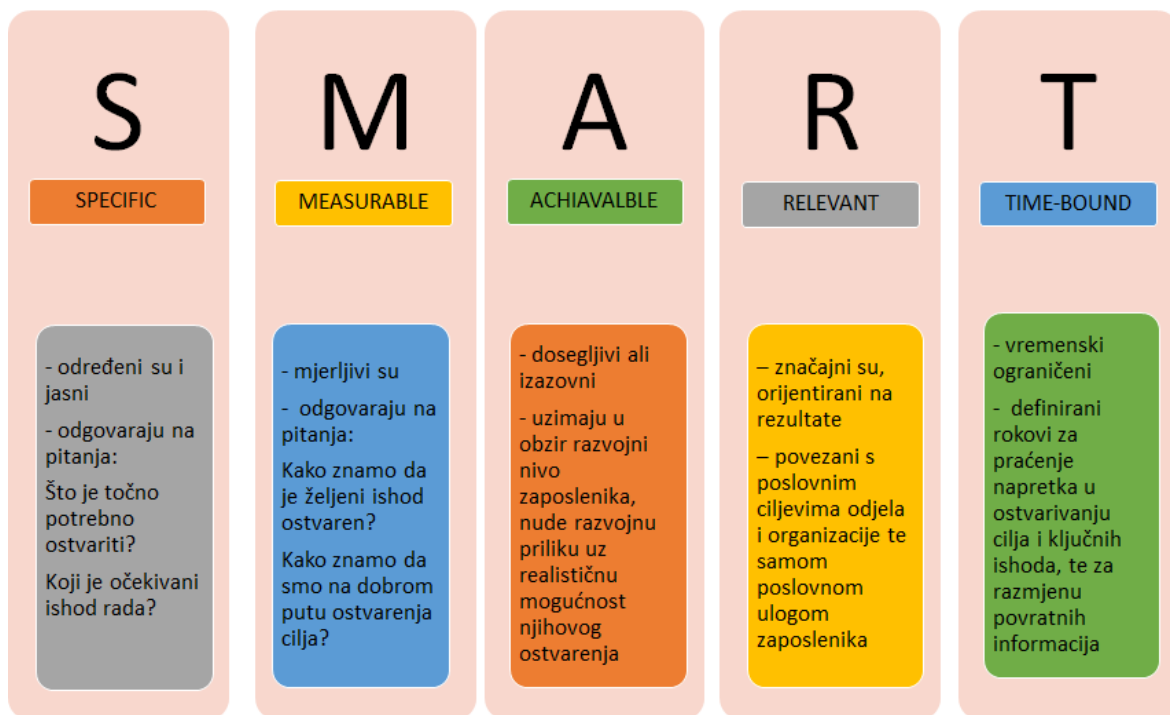 S
SPECIFIC
- određeni su i
jasni
- odgovaraju na
pitanja:
Što je točno
potrebno
ostvariti?
Koji je očekivani
ishod rada?
M
MEASURABLE
- mjerljivi su
- odgovaraju na
pitanja:
Kako znamo da
je željeni ishod
ostvaren?
Kako znamo da
smo na dobrom
putu ostvarenja
cilja?
A
ACHIAVALBLE
- dosegljivi ali
izazovni
- uzimaju u
obzir razvojni
nivo
zaposlenika,
nude razvojnu
priliku uz
realističnu
mogućnost
njihovog
ostvarenja
R
RELEVANT
– značajni su,
orijentirani na
rezultate
– povezani s
poslovnim
ciljevima odjela
i organizacije te
samom
poslovnom
ulogom
zaposlenika
T
TIME-BOUND
- vremenski
ograničeni
- definirani
rokovi za
praćenje
napretka u
ostvarivanju
cilja i ključnih
ishoda, te za
razmjenu
povratnih
informacija